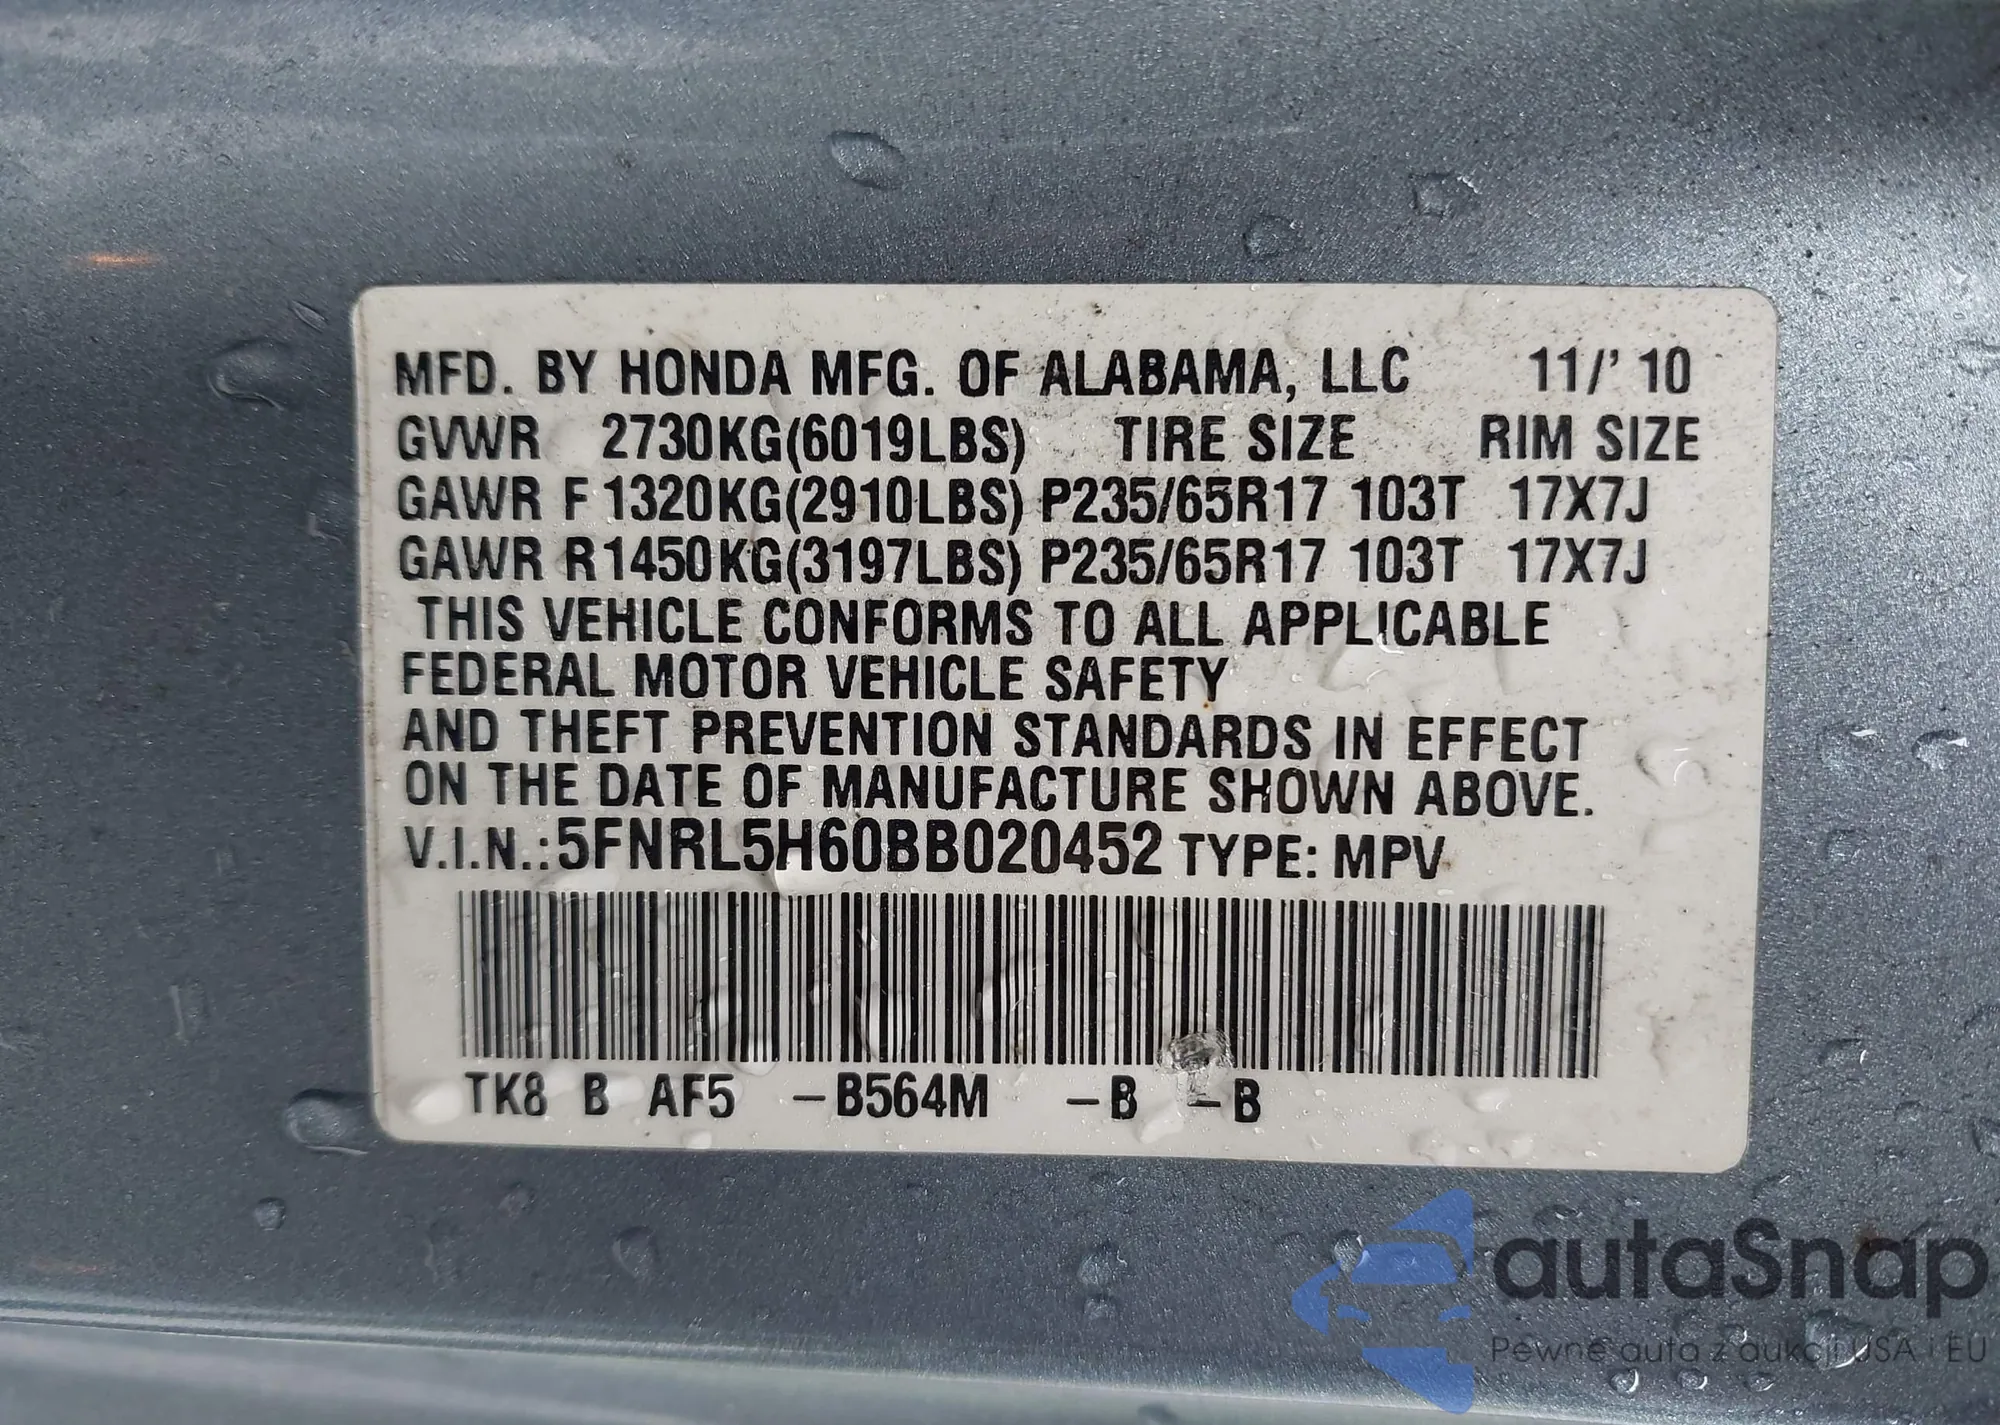 MFD. BY HONDA MFG. OF ALABAMA, LLC 11/'10
GVWR 2730KG(6019LBS) TIRE SIZE RIM SIZE
GAWR F 1320KG(2910LBS) P235/65R17 103T 17X7J
GAWR R1450KG(3197LBS) P235/65R17 103T 17X7J
THIS VEHICLE CONFORMS TO ALL APPLICABLE
FEDERAL MOTOR VEHICLE SAFETY
AND THEFT PREVENTION STANDARDS IN EFFECT
ON THE DATE OF MANUFACTURE SHOWN ABOVE.
V.I.N.:5FNRL5H60BB020452 TYPE: MPV
TK8 B AF5 –B564M –B –B
autaSnap
Pewne auta z aukcji USA i EU